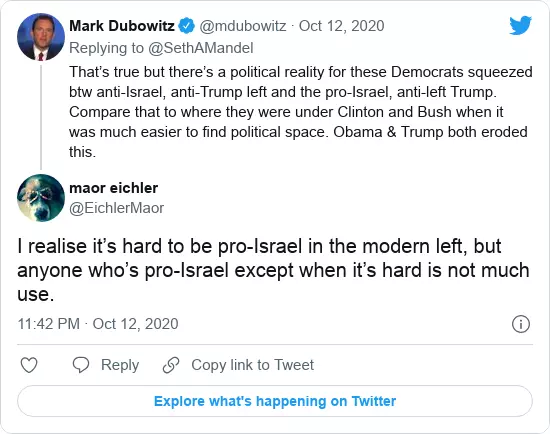 Mark Dubowitz @mdubowitz · Oct 12, 2020
Replying to @SethAMandel
That’s true but there’s a political reality for these Democrats squeezed
btw anti-Israel, anti-Trump left and the pro-Israel, anti-left Trump.
Compare that to where they were under Clinton and Bush when it
was much easier to find political space. Obama & Trump both eroded
this.
maor eichler
@EichlerMaor
I realise it’s hard to be pro-Israel in the modern left, but
anyone who’s pro-Israel except when it’s hard is not much
use.
11:42 PM · Oct 12, 2020
Reply
Copy link to Tweet
Explore what's happening on Twitter